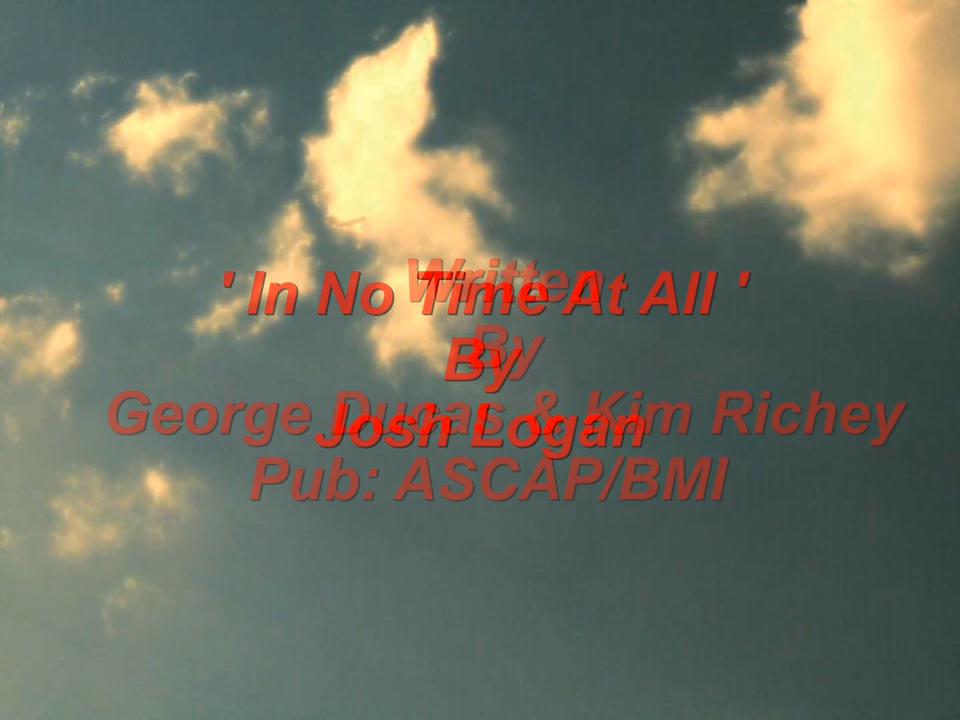 ' In No Time At All '
By
Josh Logan
Written
By
George Ducas & Kim Richey
Pub: ASCAP/BMI